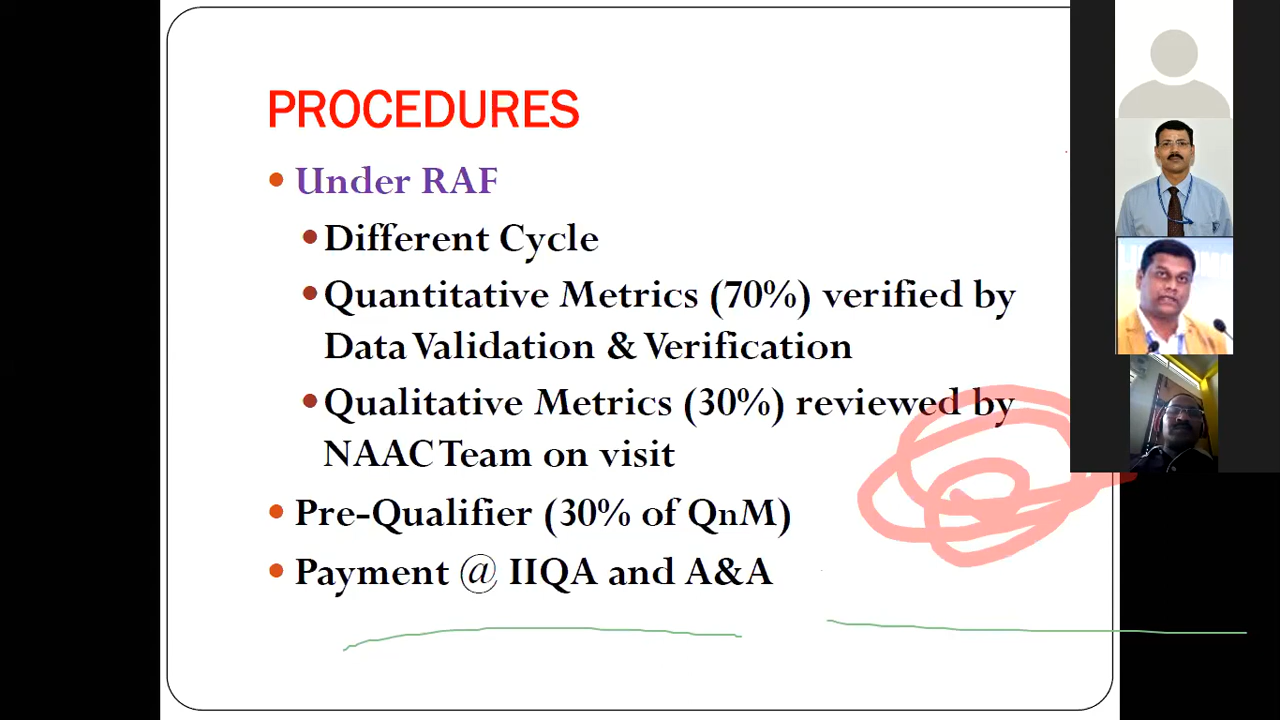 PROCEDURES
Under RAF
Different Cycle
Quantitative Metrics (70%) verified by
Data Validation & Verification
Qualitative Metrics (30%) reviewed by
NAAC Team on visit
Pre-Qualifier (30% of QnM)
Payment @ IIQA and A&A